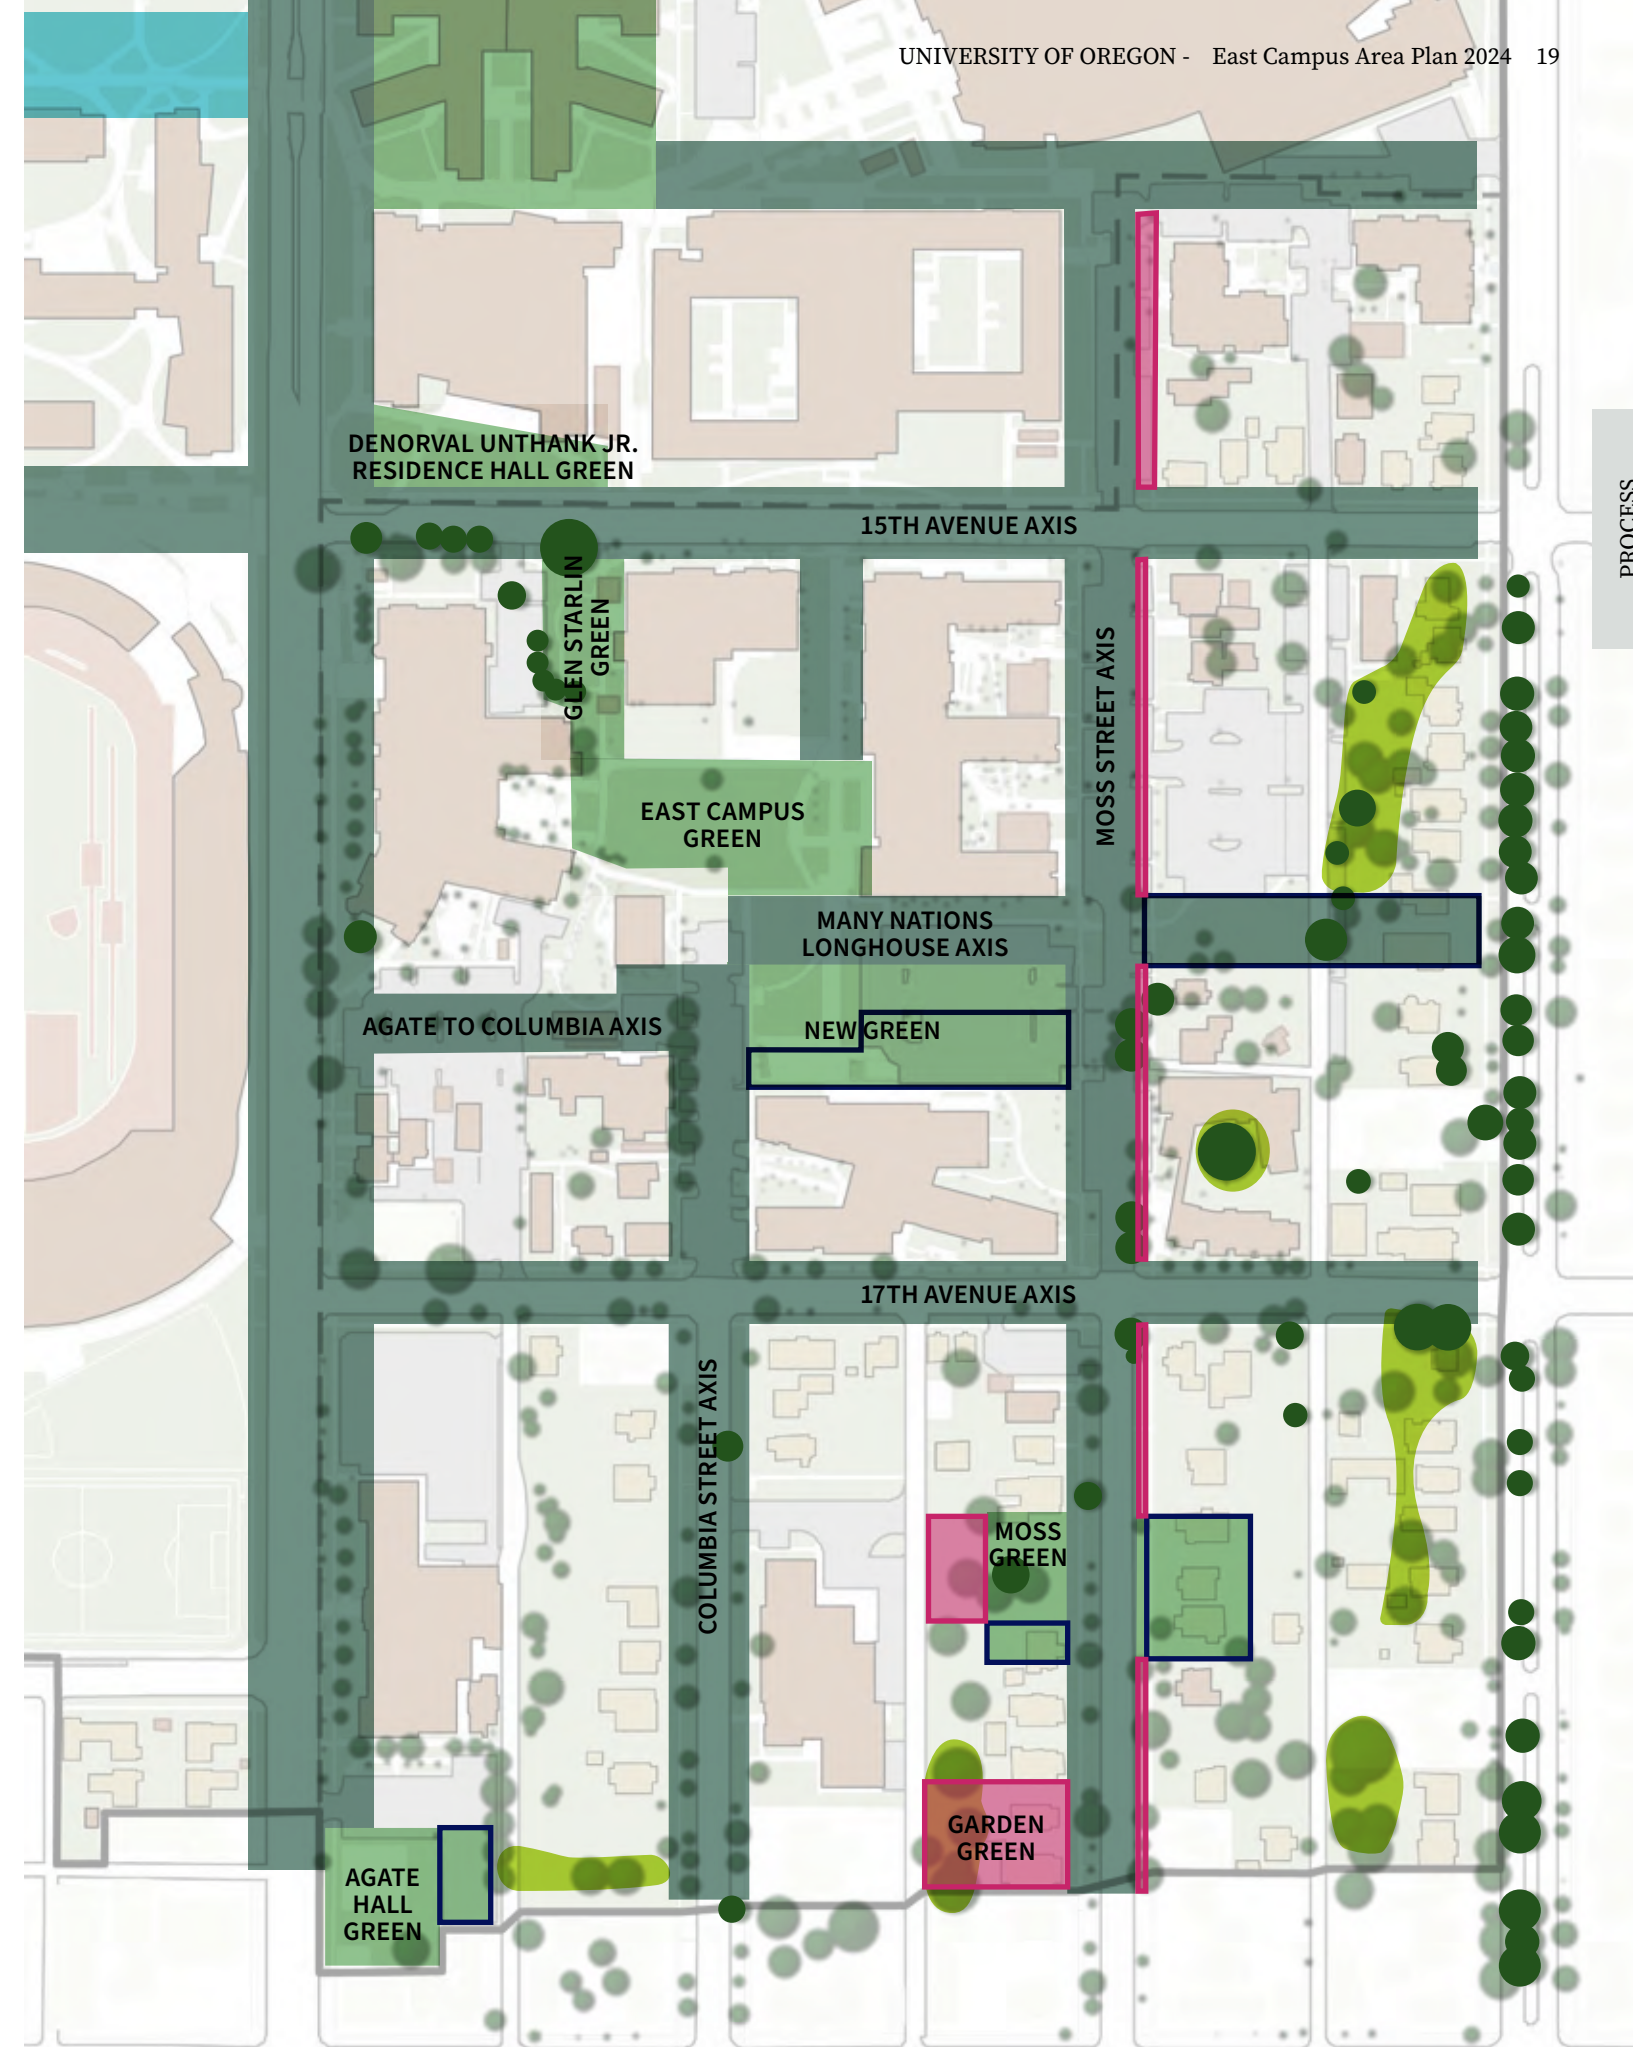 UNIVERSITY OF OREGON - East Campus Area Plan 2024 19
PROCESS
DENORVAL UNTHANK JR.
RESIDENCE HALL GREEN
15TH AVENUE AXIS
GLEN STARLIN
GREEN
MOSS STREET AXIS
EAST CAMPUS
GREEN
MANY NATIONS
LONGHOUSE AXIS
AGATE TO COLUMBIA AXIS
NEW GREEN
17TH AVENUE AXIS
COLUMBIA STREET AXIS
MOSS
GREEN
GARDEN
GREEN
AGATE
HALL
GREEN